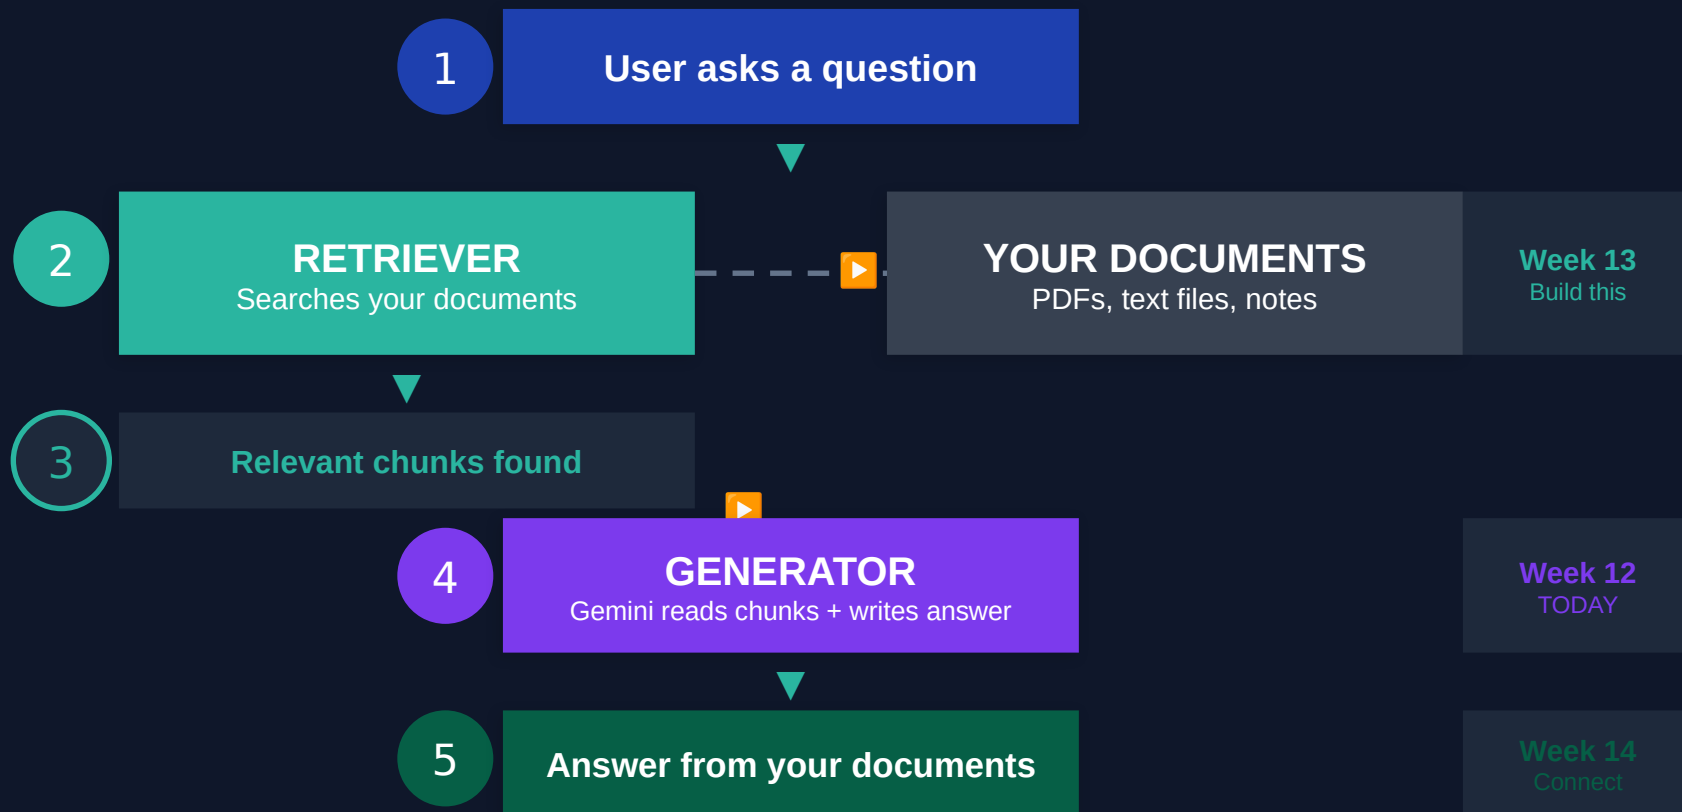 1
User asks a question
2
RETRIEVER
Searches your documents
YOUR DOCUMENTS
PDFs, text files, notes
Week 13
Build this
3
Relevant chunks found
4
GENERATOR
Gemini reads chunks + writes answer
Week 12
TODAY
5
Answer from your documents
Week 14
Connect